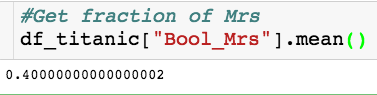 #Get fraction of Mrs
df_titanic["Bool_Mrs"].mean()
0.40000000000000002